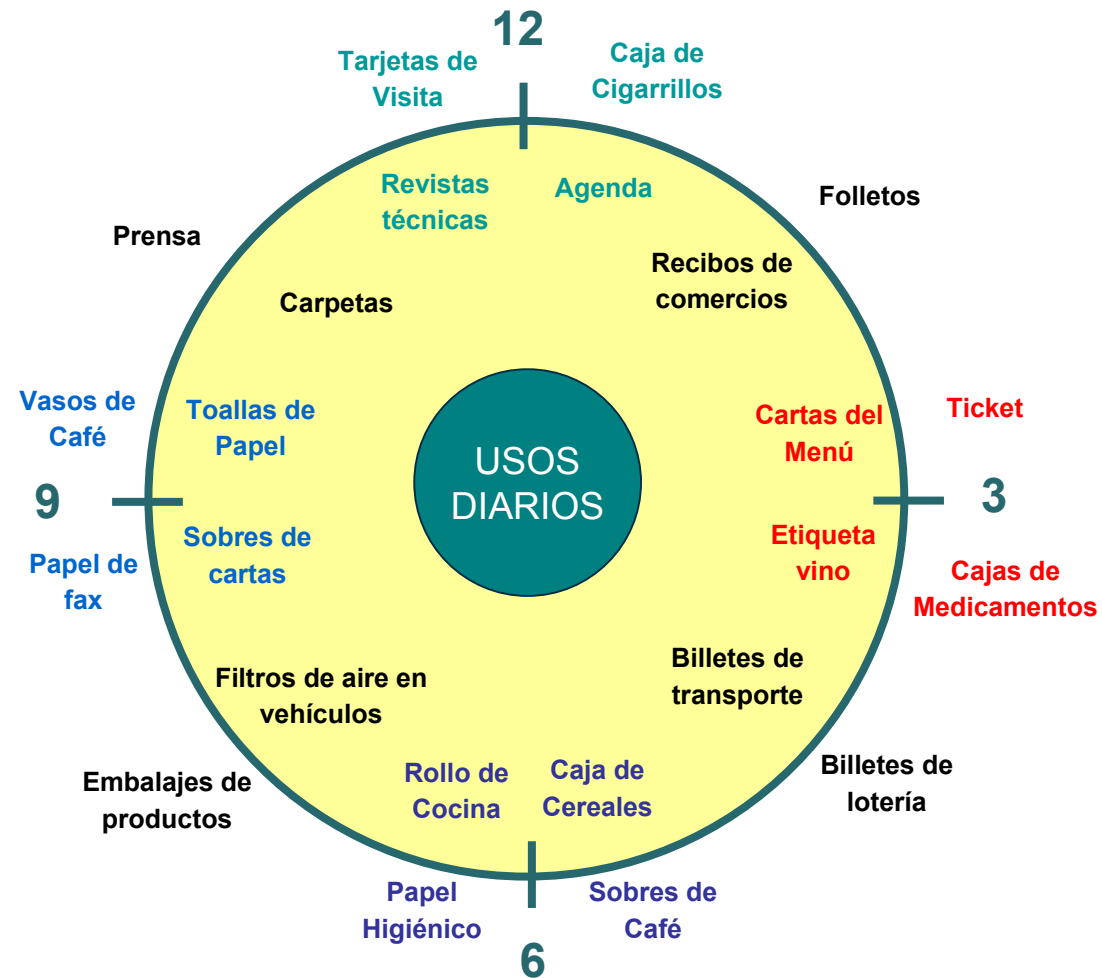 12
Tarjetas de
Visita
Caja de
Cigarrillos
Revistas
técnicas
Agenda
Folletos
Prensa
Recibos de
comercios
Carpetas
Vasos de
Café
Toallas de
Papel
Cartas del
Menú
Ticket
USOS
DIARIOS
9
3
Sobres de
cartas
Papel de
fax
Etiqueta
vino
Cajas de
Medicamentos
Filtros de aire en
vehículos
Billetes de
transporte
Embalajes de
productos
Rollo de
Cocina
Caja de
Cereales
Billetes de
lotería
Papel
Higiénico
Sobres de
Café
6